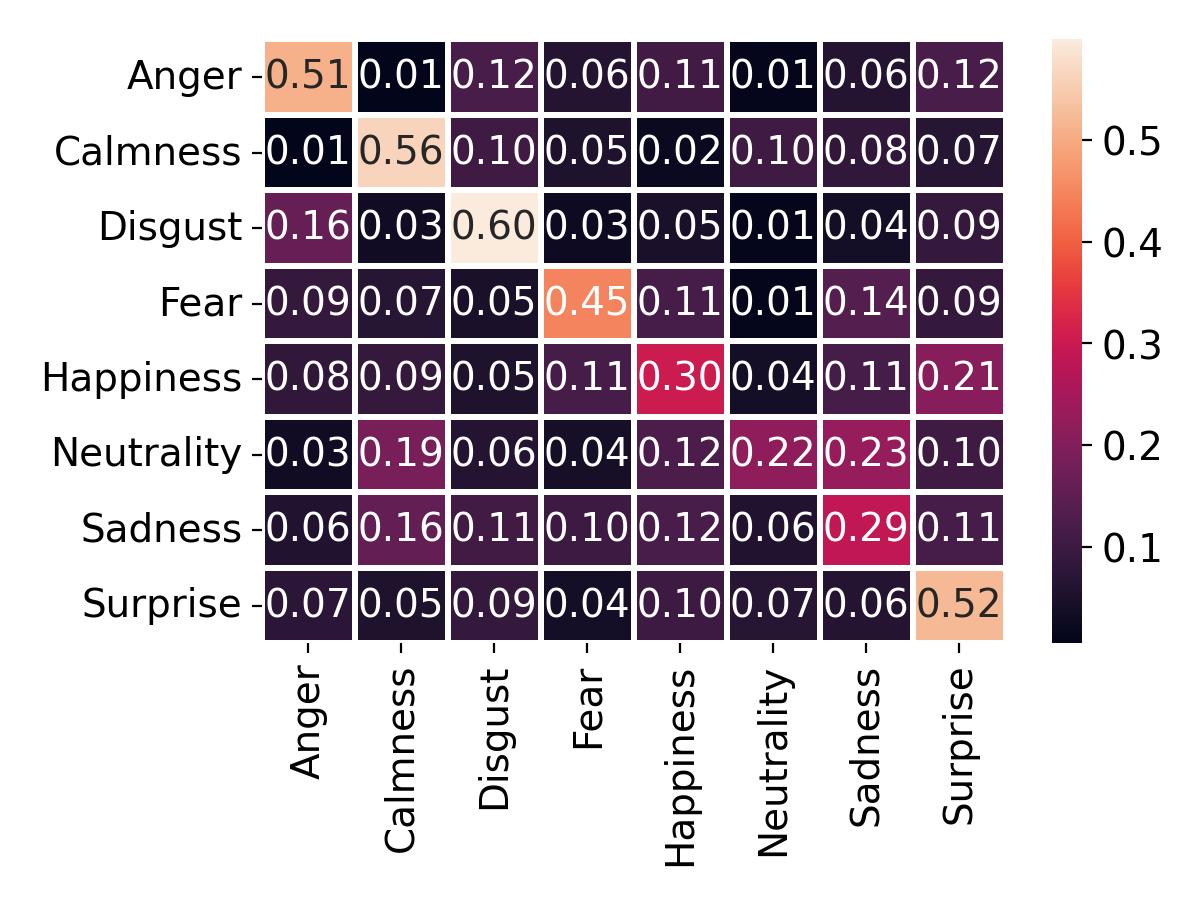 Anger 0.51 0.01 0.12 0.06 0.11 0.01 0.06 0.12
Calmness 0.01 0.56 0.10 0.05 0.02 0.10 0.08 0.07
Disgust 0.16 0.03 0.60 0.03 0.05 0.01 0.04 0.09
Fear 0.09 0.07 0.05 0.45 0.11 0.01 0.14 0.09
Happiness 0.08 0.09 0.05 0.11 0.30 0.04 0.11 0.21
Neutrality 0.03 0.19 0.06 0.04 0.12 0.22 0.23 0.10
Sadness 0.06 0.16 0.11 0.10 0.12 0.06 0.29 0.11
Surprise 0.07 0.05 0.09 0.04 0.10 0.07 0.06 0.52
Anger
Calmness
Disgust
Fear
Happiness
Neutrality
Sadness
Surprise
0.5
0.4
0.3
0.2
0.1